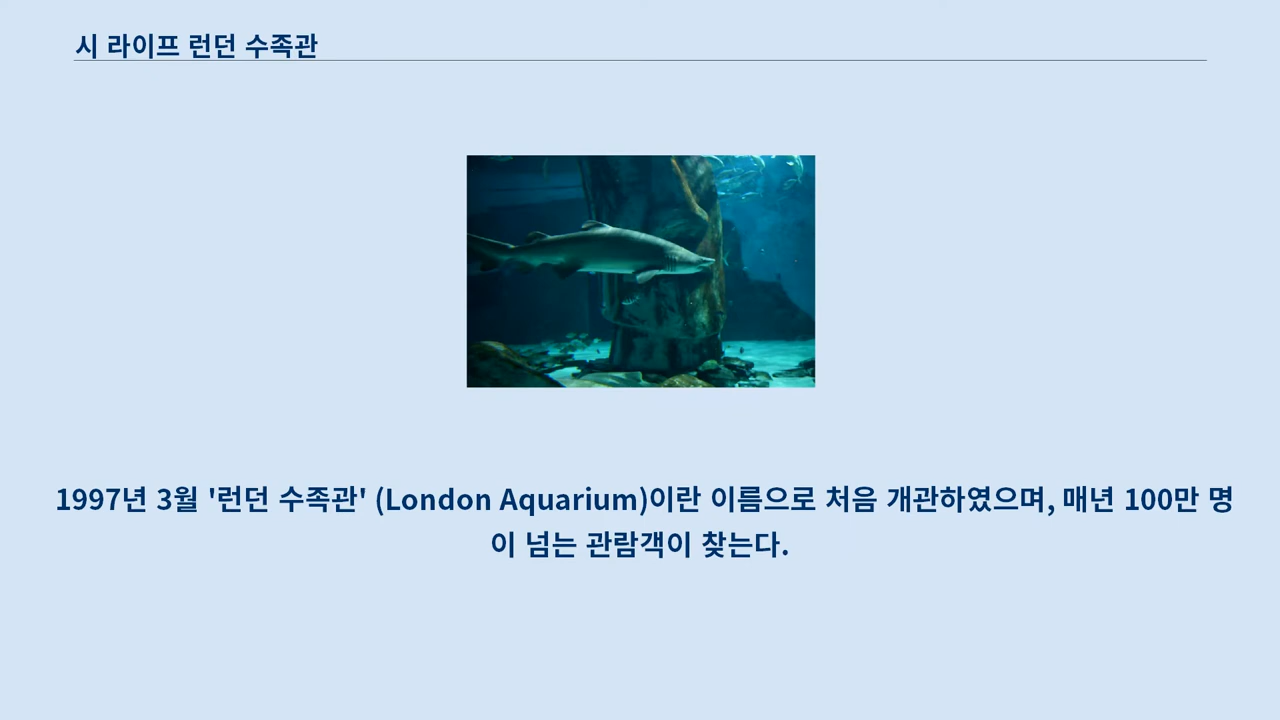 시 라이프 런던 수족관
1997년 3월 '런던 수족관' (London Aquarium)이란 이름으로 처음 개관하였으며, 매년 100만 명
이 넘는 관람객이 찾는다.